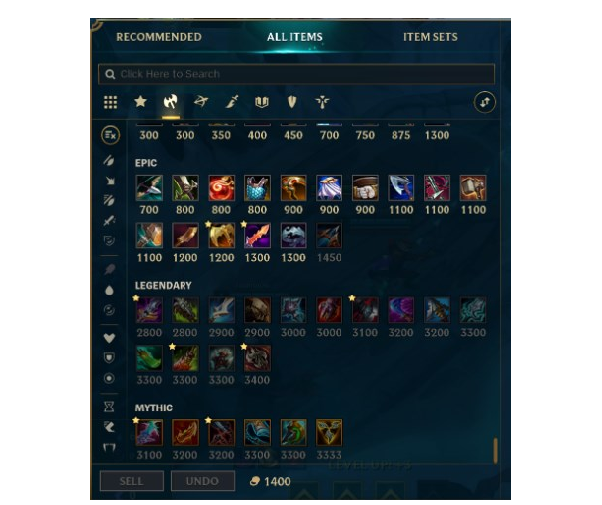 RECOMMENDED ALL ITEMS ITEM SETS
Click Here to Search
300 300 350 400 450 700 750 875 1300
EPIC
700 800 800 800 900 900 900 1100 1100 1100
1100 1200 1200 1300 1300 1450
LEGENDARY
2800 2800 2900 2900 3000 3000 3100 3200 3200 3300
3300 3300 3300 3400
MYTHIC
3100 3200 3200 3300 3300 3333
SELL UNDO 1400